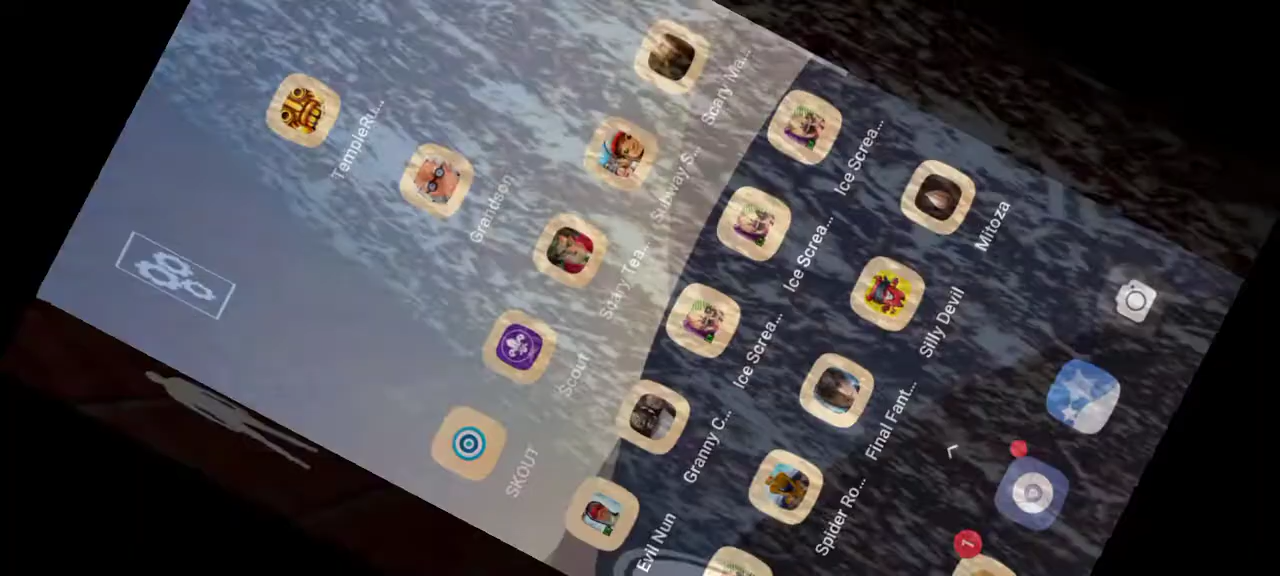 TempleRu...
Grandson
Scary Tea...
Scout
SKOUT
Scary Ma...
Subway S...
Ice Screa...
Ice Screa...
Ice Screa...
Granny C...
Evil Nun
Mitoza
Silly Devil
Final Fant...
Spider Ro...
1